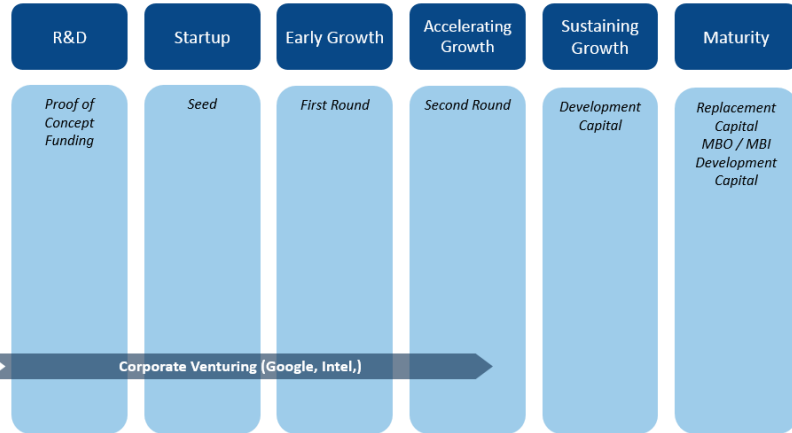 R&D
Startup
Early Growth
Accelerating
Growth
Sustaining
Growth
Maturity
Proof of
Concept
Funding
Seed
First Round
Second Round
Development
Capital
Replacement
Capital
MBO / MBI
Development
Capital
Corporate Venturing (Google, Intel,)